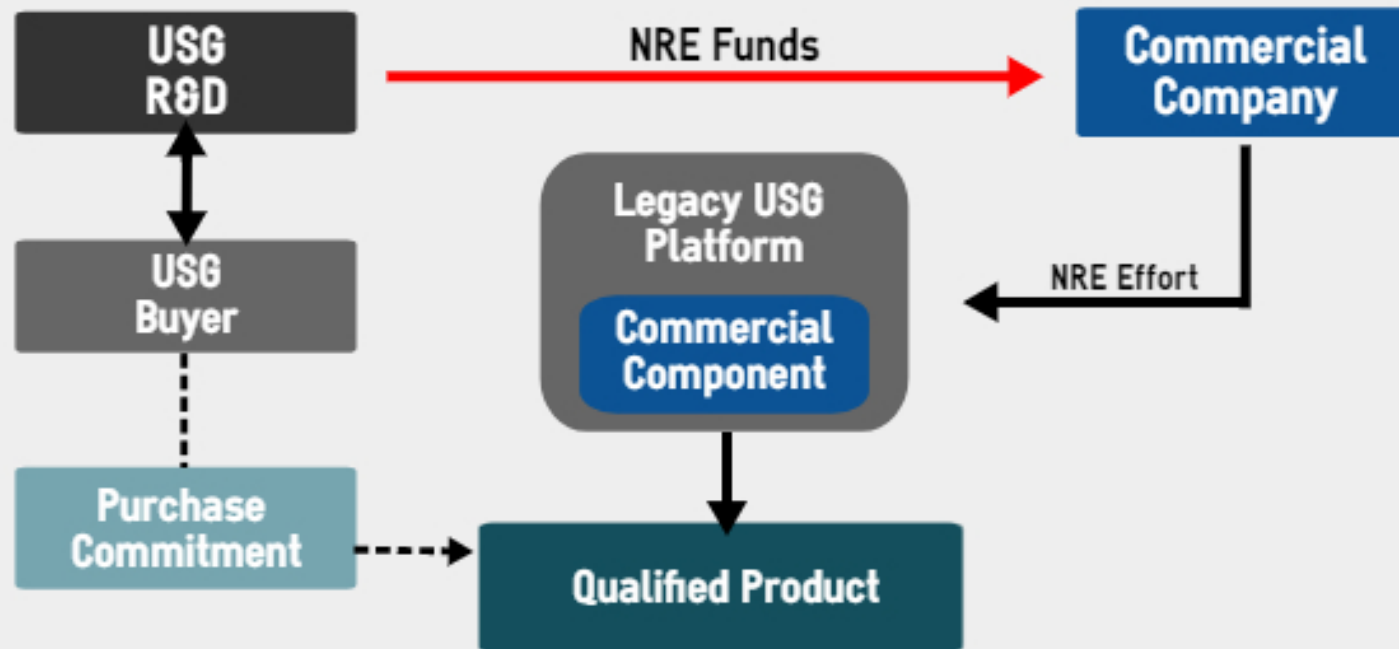 USG
R&D
NRE Funds
Commercial
Company
Legacy USG
Platform
Commercial
Component
NRE Effort
USG
Buyer
Purchase
Commitment
Qualified Product